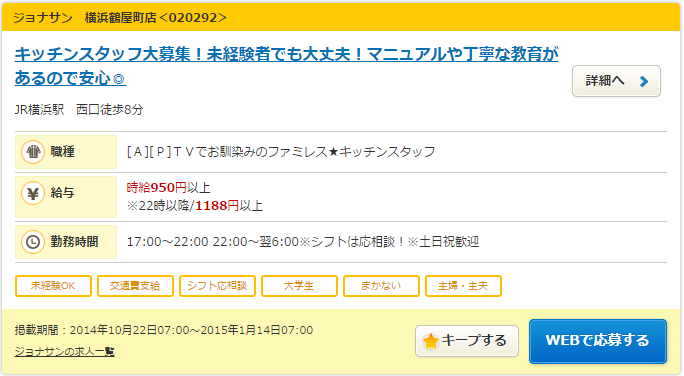 ジョナサン　横浜鶴屋町店＜020292＞
キッチンスタッフ大募集！未経験者でも大丈夫！マニュアルや丁寧な教育が
あるので安心◎
詳細へ
JR横浜駅　西口徒歩8分
職種
[Ａ][Ｐ]ＴＶでお馴染みのファミレス★キッチンスタッフ
¥
給与
時給950円以上
※22時以降/1188円以上
勤務時間
17:00～22:00 22:00～翌6:00※シフトは応相談！※土日祝歓迎
未経験OK 交通費支給 シフト応相談 大学生 まかない 主婦・主夫
掲載期間：2014年10月22日07:00～2015年1月14日07:00
ジョナサンの求人一覧
キープする
WEBで応募する